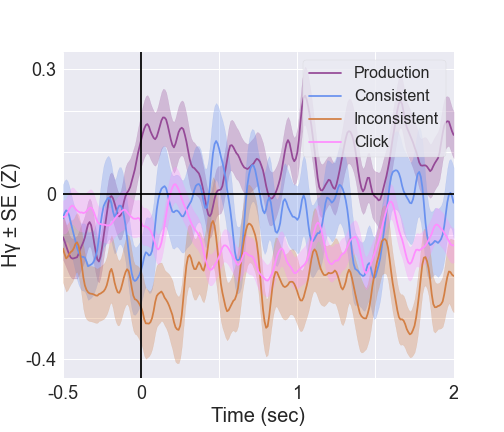 Production
Consistent
Inconsistent
Click
Hγ ± SE (Z)
0.3
0
-0.4
-0.5
0
1
2
Time (sec)